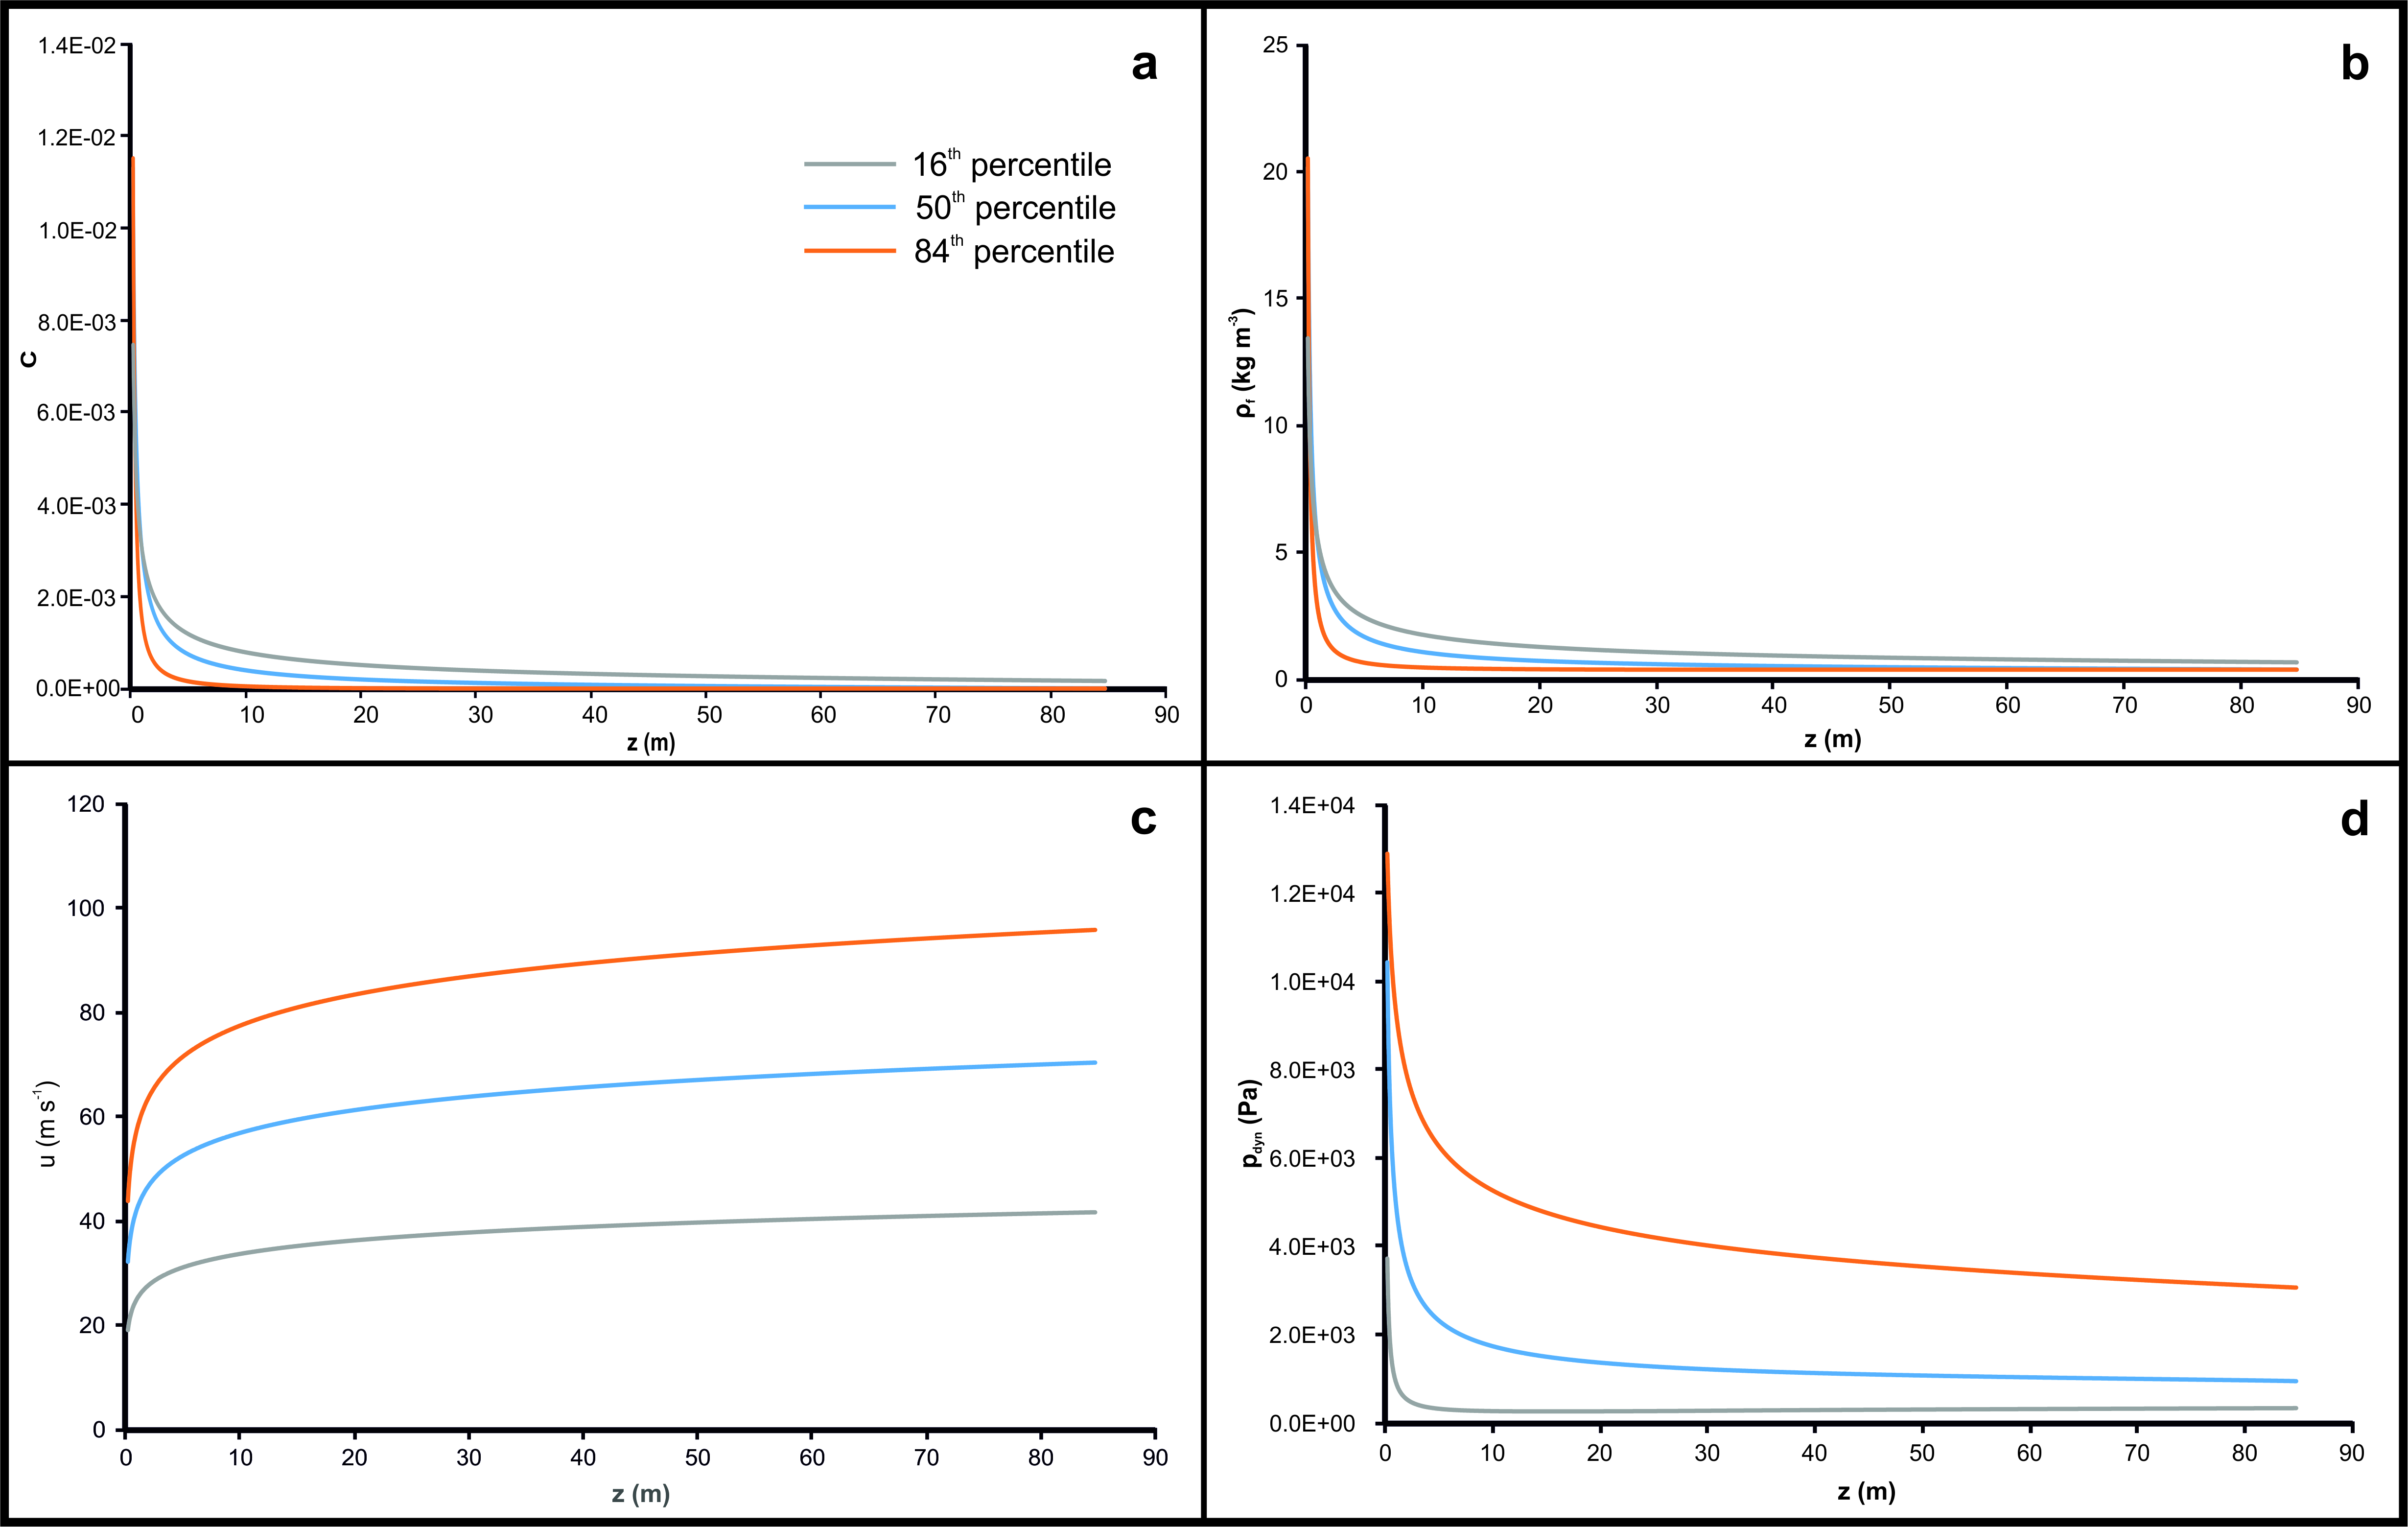 a
1.4E-02
1.2E-02
1.0E-02
8.0E-03
6.0E-03
4.0E-03
2.0E-03
0.0E+00
c
16th percentile
50th percentile
84th percentile
0 10 20 30 40 50 60 70 80 90
z (m)
b
25
20
15
10
5
0
ρf (kg m-3)
0 10 20 30 40 50 60 70 80 90
z (m)
c
120
100
80
60
40
20
0
u (m s-1)
0 10 20 30 40 50 60 70 80 90
z (m)
d
1.4E+04
1.2E+04
1.0E+04
8.0E+03
6.0E+03
4.0E+03
2.0E+03
0.0E+00
pdyn (Pa)
0 10 20 30 40 50 60 70 80 90
z (m)